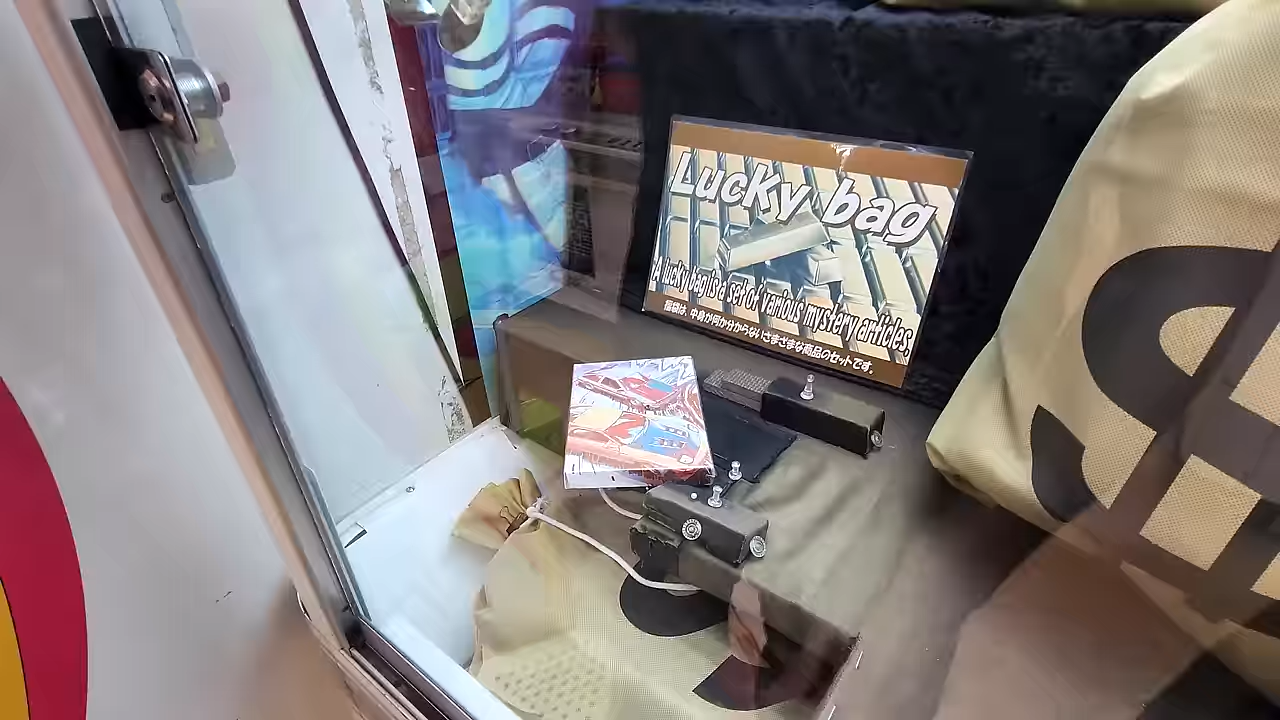 Lucky bag
A lucky bag is a set of various mystery articles;
福袋は、中身が何か分からないさまざまな商品のセットです。
$